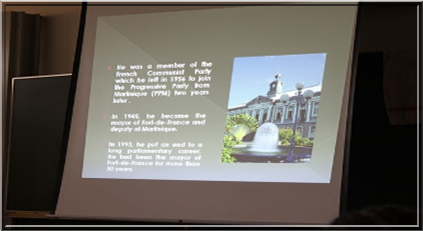 He was a member of the
French Communist Party
which he left in 1956 to join
the Progressive Party from
Martinique (PPM) two years
later.
In 1945, he became the
mayor of Fort-de-France and
deputy of Martinique.
In 1993, he put an end to a
long parliamentary career.
He had been the mayor of
Fort-de-France for more than
50 years.